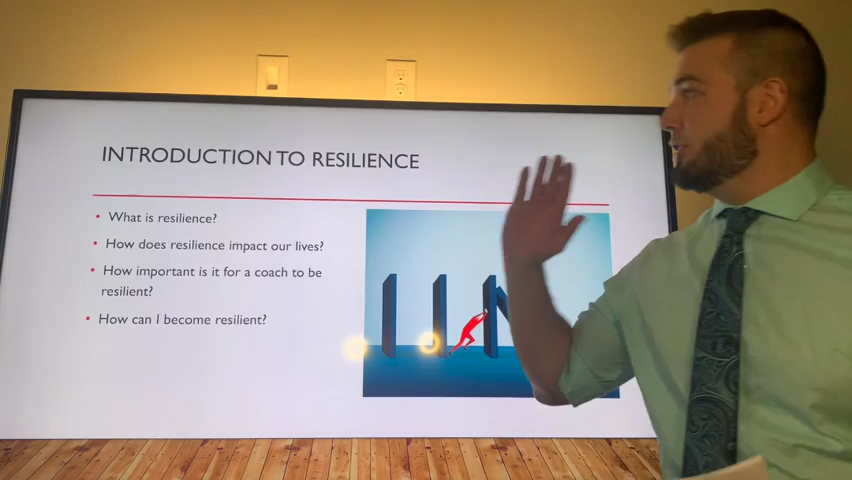 INTRODUCTION TO RESILIENCE
• What is resilience?
• How does resilience impact our lives?
• How important is it for a coach to be
resilient?
• How can I become resilient?